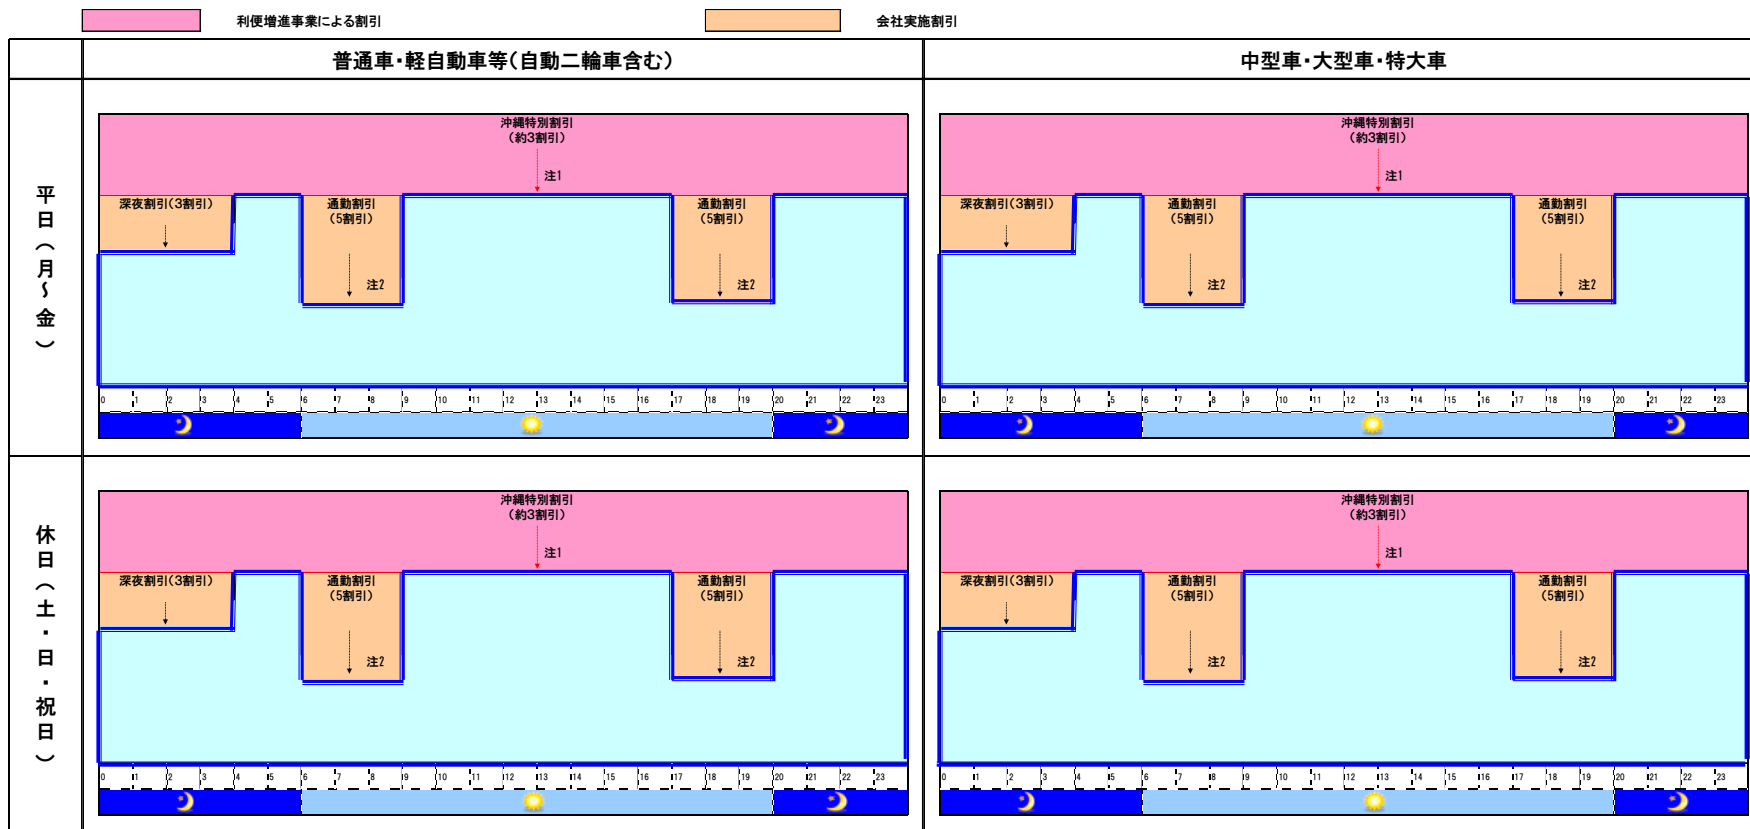 利便増進事業による割引
会社実施割引
普通車・軽自動車等(自動二輪車含む)
中型車・大型車・特大車
平日(月~金)
沖縄特別割引
(約3割引)
注1
深夜割引(3割引)
通勤割引
(5割引)
注2
通勤割引
(5割引)
注2
0 1 2 3 4 5 6 7 8 9 10 11 12 13 14 15 16 17 18 19 20 21 22 23
沖縄特別割引
(約3割引)
注1
深夜割引(3割引)
通勤割引
(5割引)
注2
通勤割引
(5割引)
注2
0 1 2 3 4 5 6 7 8 9 10 11 12 13 14 15 16 17 18 19 20 21 22 23
休日(土・日・祝日)
沖縄特別割引
(約3割引)
注1
深夜割引(3割引)
通勤割引
(5割引)
注2
通勤割引
(5割引)
注2
0 1 2 3 4 5 6 7 8 9 10 11 12 13 14 15 16 17 18 19 20 21 22 23
沖縄特別割引
(約3割引)
注1
深夜割引(3割引)
通勤割引
(5割引)
注2
通勤割引
(5割引)
注2
0 1 2 3 4 5 6 7 8 9 10 11 12 13 14 15 16 17 18 19 20 21 22 23